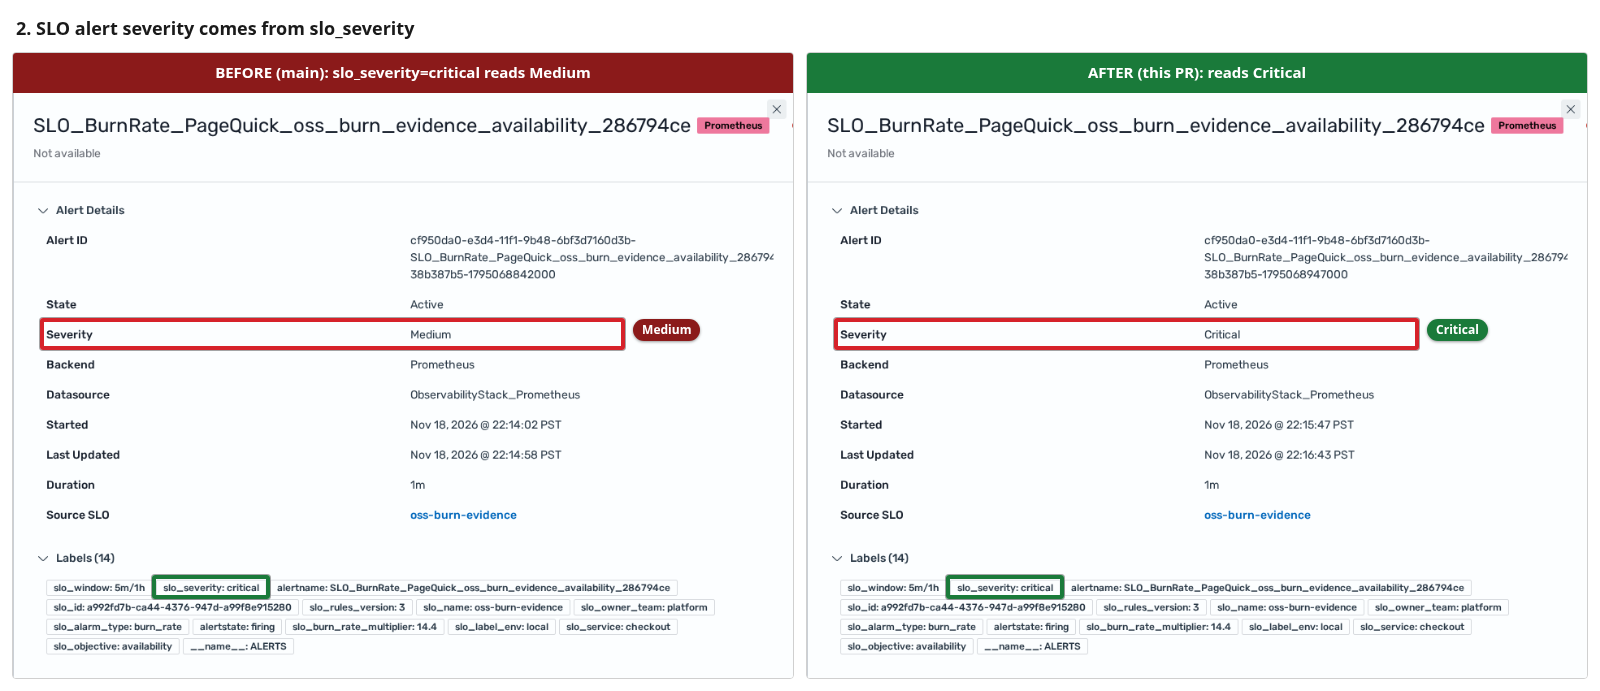 2. SLO alert severity comes from slo_severity
BEFORE (main): slo_severity=critical reads Medium
SLO_BurnRate_PageQuick_oss_burn_evidence_availability_286794ce Prometheus
Not available
Alert Details
Alert ID cf950da0-e3d4-11f1-9b48-6bf3d7160d3b-
SLO_BurnRate_PageQuick_oss_burn_evidence_availability_286794
38b387b5-1795068842000
State Active
Severity Medium Medium
Backend Prometheus
Datasource ObservabilityStack_Prometheus
Started Nov 18, 2026 @ 22:14:02 PST
Last Updated Nov 18, 2026 @ 22:14:58 PST
Duration 1m
Source SLO oss-burn-evidence
Labels (14)
slo_window: 5m/1h slo_severity: critical alertname: SLO_BurnRate_PageQuick_oss_burn_evidence_availability_286794ce
slo_id: a992fd7b-ca44-4376-947d-a99f8e915280 slo_rules_version: 3 slo_name: oss-burn-evidence slo_owner_team: platform
slo_alarm_type: burn_rate alertstate: firing slo_burn_rate_multiplier: 14.4 slo_label_env: local slo_service: checkout
slo_objective: availability __name__: ALERTS
AFTER (this PR): reads Critical
SLO_BurnRate_PageQuick_oss_burn_evidence_availability_286794ce Prometheus
Not available
Alert Details
Alert ID cf950da0-e3d4-11f1-9b48-6bf3d7160d3b-
SLO_BurnRate_PageQuick_oss_burn_evidence_availability_286794
38b387b5-1795068947000
State Active
Severity Critical Critical
Backend Prometheus
Datasource ObservabilityStack_Prometheus
Started Nov 18, 2026 @ 22:15:47 PST
Last Updated Nov 18, 2026 @ 22:16:43 PST
Duration 1m
Source SLO oss-burn-evidence
Labels (14)
slo_window: 5m/1h slo_severity: critical alertname: SLO_BurnRate_PageQuick_oss_burn_evidence_availability_286794ce
slo_id: a992fd7b-ca44-4376-947d-a99f8e915280 slo_rules_version: 3 slo_name: oss-burn-evidence slo_owner_team: platform
slo_alarm_type: burn_rate alertstate: firing slo_burn_rate_multiplier: 14.4 slo_label_env: local slo_service: checkout
slo_objective: availability __name__: ALERTS